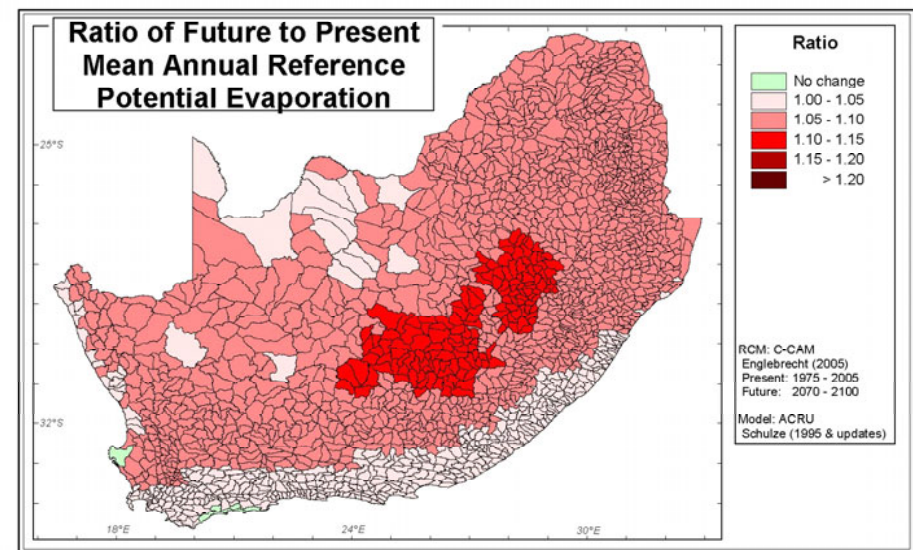 Ratio of Future to Present
Mean Annual Reference
Potential Evaporation
Ratio
No change
1.00 - 1.05
1.05 - 1.10
1.10 - 1.15
1.15 - 1.20
> 1.20
25°S
32°S
18°E
24°E
30°E
RCM: C-CAM
Englebrecht (2005)
Present: 1975 - 2005
Future: 2070 - 2100
Model: ACRU
Schulze (1995 & updates)